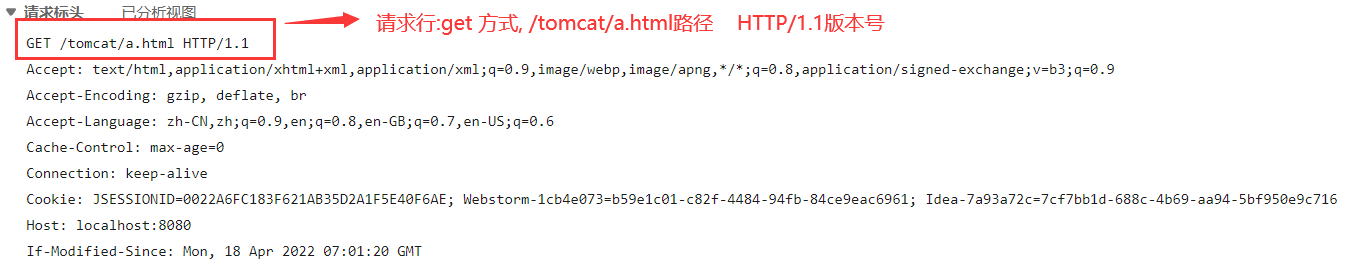 请求标头 已分析视图
请求行:get 方式, /tomcat/a.html路径 HTTP/1.1版本号
GET /tomcat/a.html HTTP/1.1
Accept: text/html,application/xhtml+xml,application/xml;q=0.9,image/webp,image/apng,*/*;q=0.8,application/signed-exchange;v=b3;q=0.9
Accept-Encoding: gzip, deflate, br
Accept-Language: zh-CN,zh;q=0.9,en;q=0.8,en-GB;q=0.7,en-US;q=0.6
Cache-Control: max-age=0
Connection: keep-alive
Cookie: JSESSIONID=0022A6FC183F621AB35D2A1F5E40F6AE; Webstorm-1cb4e073=b59e1c01-c82f-4484-94fb-84ce9eac6961; Idea-7a93a72c=7cf7bb1d-688c-4b69-aa94-5bf950e9c716
Host: localhost:8080
If-Modified-Since: Mon, 18 Apr 2022 07:01:20 GMT